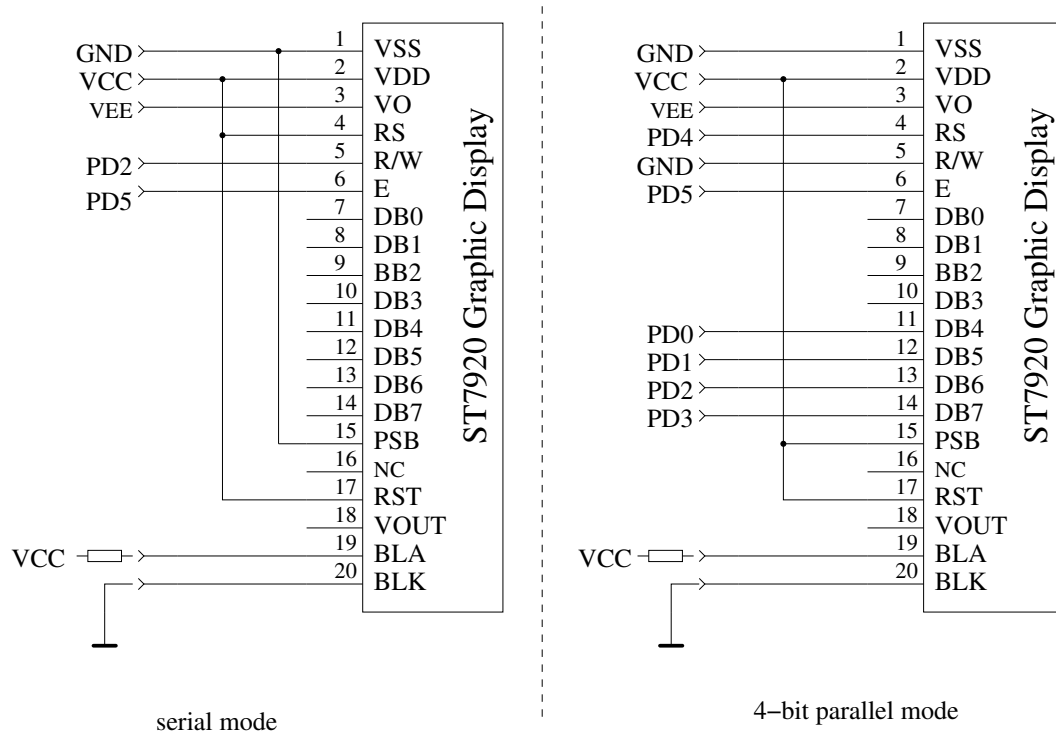 GND 1 VSS
VCC 2 VDD
VEE 3 VO
4 RS
PD2 5 R/W
PD5 6 E
7 DB0
8 DB1
9 BB2
10 DB3
11 DB4
12 DB5
13 DB6
14 DB7
15 PSB
16 NC
17 RST
18 VOUT
VCC 19 BLA
20 BLK
ST7920 Graphic Display
serial mode
GND 1 VSS
VCC 2 VDD
VEE 3 VO
PD4 4 RS
GND 5 R/W
PD5 6 E
7 DB0
8 DB1
9 BB2
10 DB3
PD0 11 DB4
PD1 12 DB5
PD2 13 DB6
PD3 14 DB7
15 PSB
16 NC
17 RST
18 VOUT
VCC 19 BLA
20 BLK
ST7920 Graphic Display
4−bit parallel mode